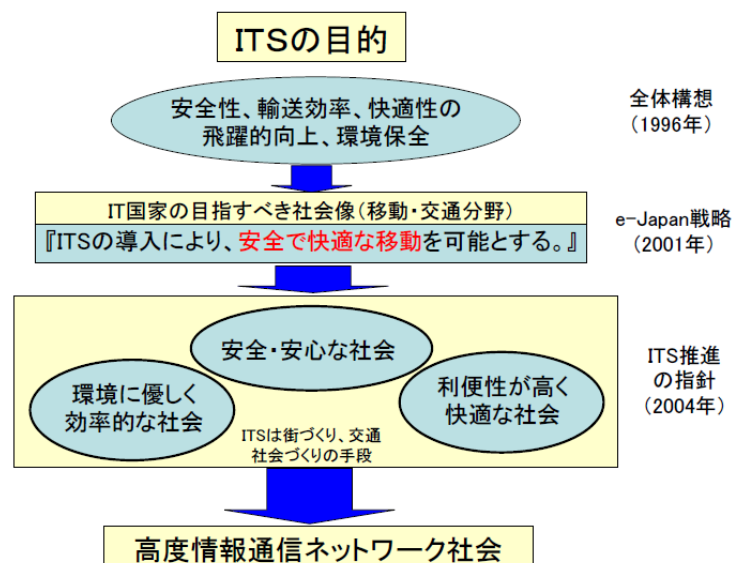 ITSの目的
安全性、輸送効率、快適性の
飛躍的向上、環境保全
全体構想
（1996年）
IT国家の目指すべき社会像（移動・交通分野）
『ITSの導入により、安全で快適な移動を可能とする。』
e-Japan戦略
（2001年）
安全・安心な社会
環境に優しく
効率的な社会
利便性が高く
快適な社会
ITSは街づくり、交通
社会づくりの手段
ITS推進
の指針
（2004年）
高度情報通信ネットワーク社会